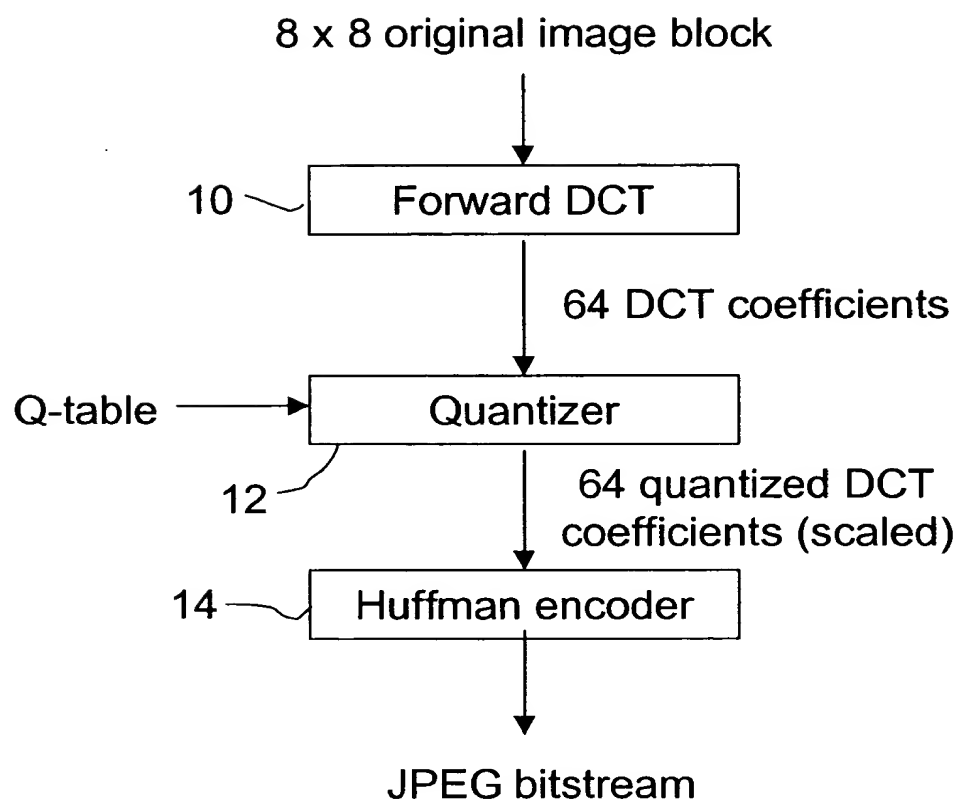 8 x 8 original image block
10
Forward DCT
64 DCT coefficients
Q-table
Quantizer
12
64 quantized DCT
coefficients (scaled)
14
Huffman encoder
JPEG bitstream